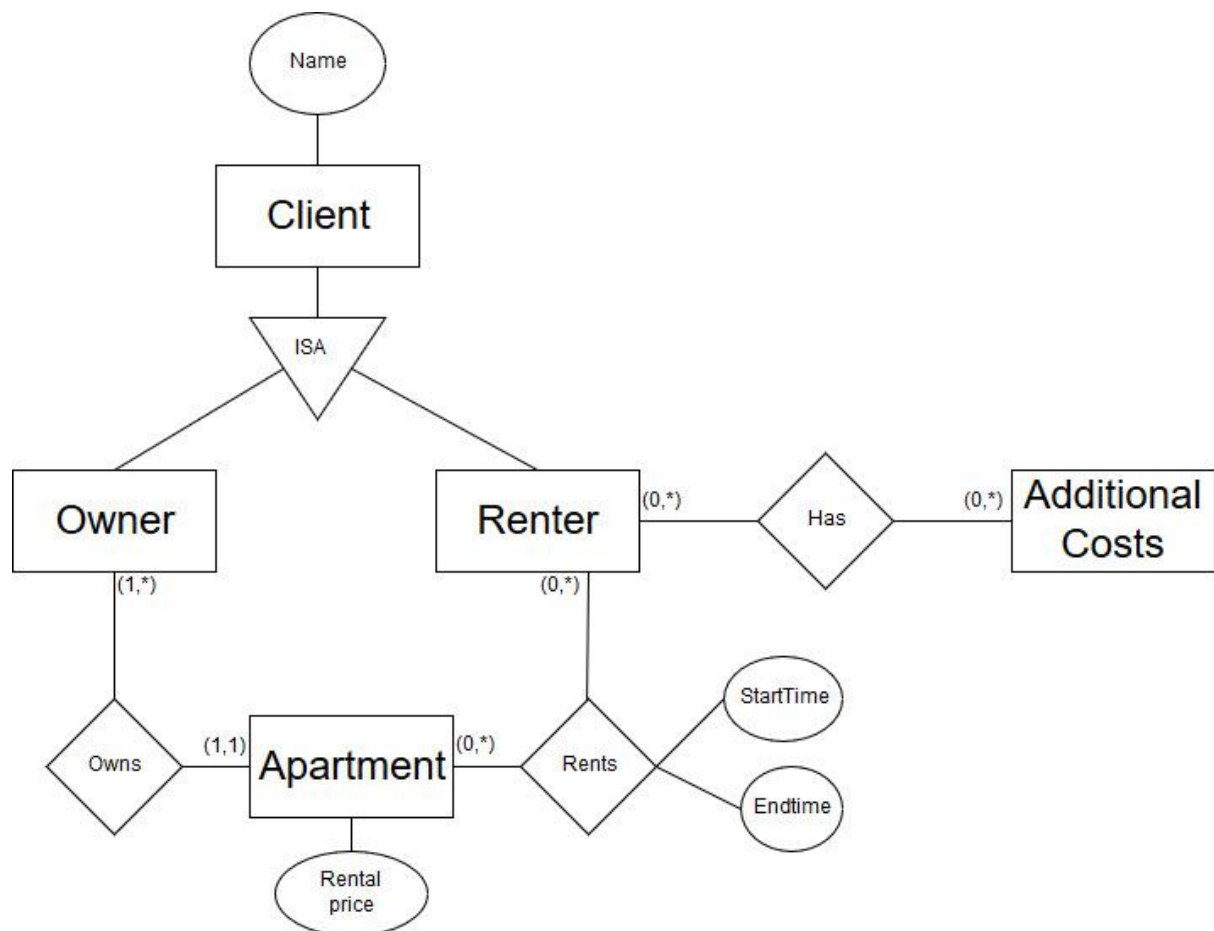 Name
Client
ISA
Owner
Renter
(0,*)
Has
(0,*)
Additional
Costs
(1,*)
(0,*)
StartTime
Owns
(1,1)
Apartment
(0,*)
Rents
Endtime
Rental
price